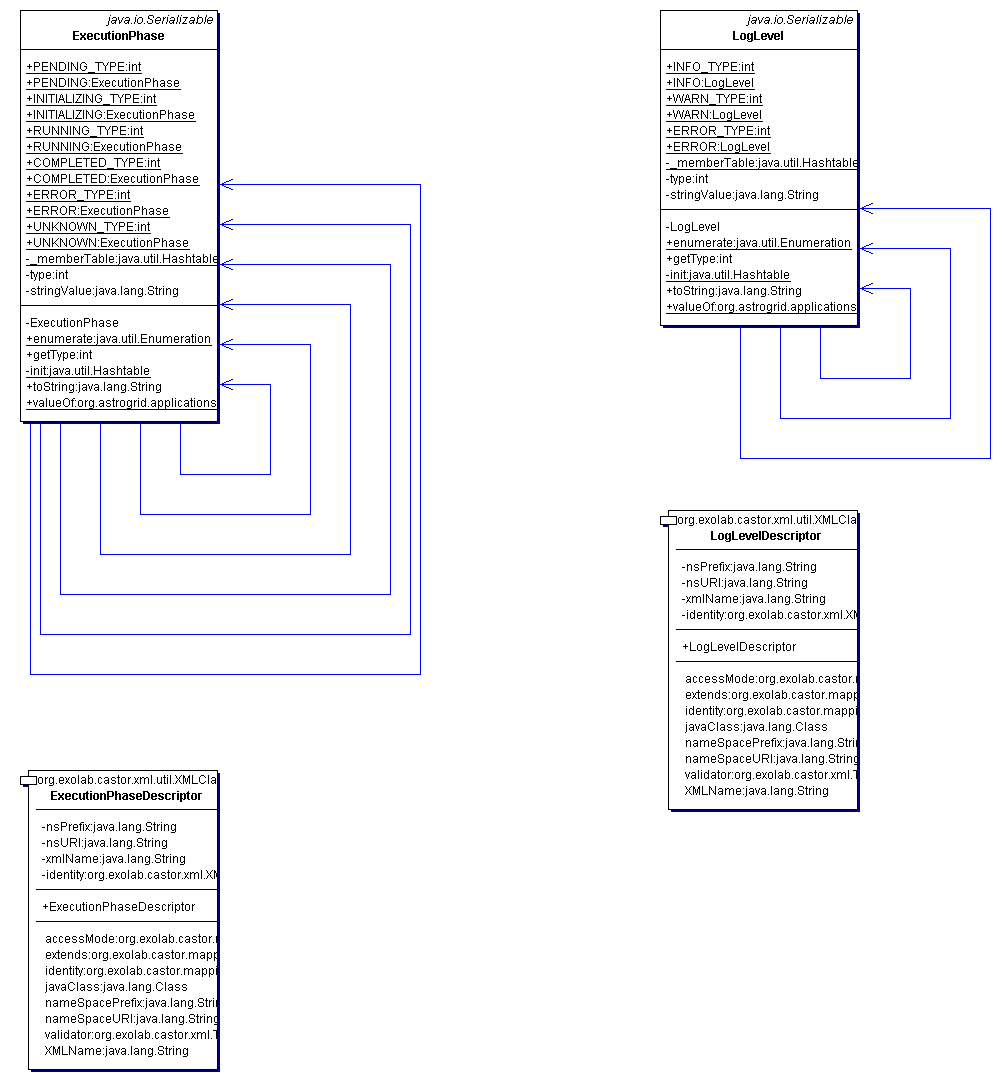 java.io.Serializable
ExecutionPhase
+PENDING_TYPE:int
+PENDING:ExecutionPhase
+INITIALIZING_TYPE:int
+INITIALIZING:ExecutionPhase
+RUNNING_TYPE:int
+RUNNING:ExecutionPhase
+COMPLETED_TYPE:int
+COMPLETED:ExecutionPhase
+ERROR_TYPE:int
+ERROR:ExecutionPhase
+UNKNOWN_TYPE:int
+UNKNOWN:ExecutionPhase
-_memberTable:java.util.Hashtable
-type:int
-stringValue:java.lang.String
-ExecutionPhase
+enumerate:java.util.Enumeration
+getType:int
-init:java.util.Hashtable
+toString:java.lang.String
+valueOf:org.astrogrid.applications
java.io.Serializable
LogLevel
+INFO_TYPE:int
+INFO:LogLevel
+WARN_TYPE:int
+WARN:LogLevel
+ERROR_TYPE:int
+ERROR:LogLevel
-_memberTable:java.util.Hashtable
-type:int
-stringValue:java.lang.String
-LogLevel
+enumerate:java.util.Enumeration
+getType:int
-init:java.util.Hashtable
+toString:java.lang.String
+valueOf:org.astrogrid.applications
org.exolab.castor.xml.util.XMLCla
LogLevelDescriptor
-nsPrefix:java.lang.String
-nsURI:java.lang.String
-xmlName:java.lang.String
-identity:org.exolab.castor.xml.XM
+LogLevelDescriptor
accessMode:org.exolab.castor.m
extends:org.exolab.castor.mapp
identity:org.exolab.castor.mappi
javaClass:java.lang.Class
nameSpacePrefix:java.lang.Strin
nameSpaceURI:java.lang.String
validator:org.exolab.castor.xml.T
XMLName:java.lang.String
org.exolab.castor.xml.util.XMLCla
ExecutionPhaseDescriptor
-nsPrefix:java.lang.String
-nsURI:java.lang.String
-xmlName:java.lang.String
-identity:org.exolab.castor.xml.XM
+ExecutionPhaseDescriptor
accessMode:org.exolab.castor.m
extends:org.exolab.castor.mapp
identity:org.exolab.castor.mappi
javaClass:java.lang.Class
nameSpacePrefix:java.lang.Strin
nameSpaceURI:java.lang.String
validator:org.exolab.castor.xml.T
XMLName:java.lang.String